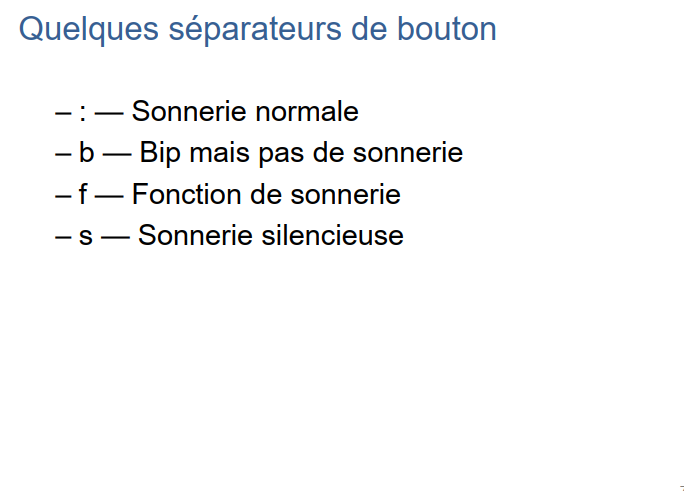 Quelques séparateurs de bouton
– : — Sonnerie normale
– b — Bip mais pas de sonnerie
– f — Fonction de sonnerie
– s — Sonnerie silencieuse